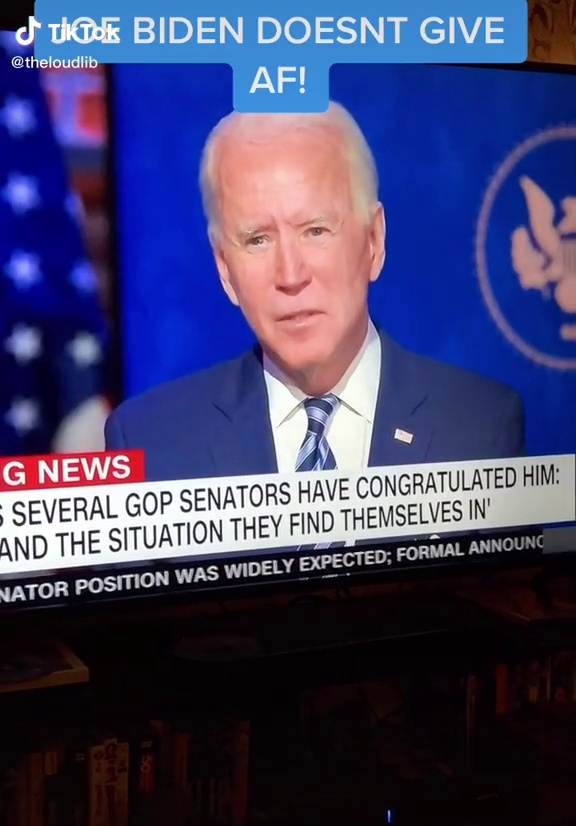 TikTok
JOE BIDEN DOESNT GIVE
@theloudlib
AF!
G NEWS
S SEVERAL GOP SENATORS HAVE CONGRATULATED HIM:
AND THE SITUATION THEY FIND THEMSELVES IN'
NATOR POSITION WAS WIDELY EXPECTED; FORMAL ANNOUNC